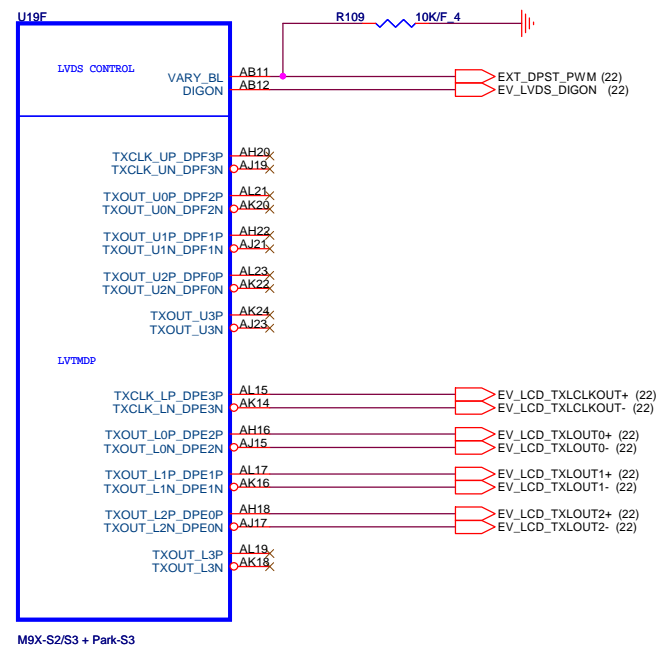 U19F
R109 10K/F_4
LVDS CONTROL
VARY_BL AB11 EXT_DPST_PWM (22)
DIGON AB12 EV_LVDS_DIGON (22)
TXCLK_UP_DPF3P AH20
TXCLK_UN_DPF3N AJ19
TXOUT_U0P_DPF2P AL21
TXOUT_U0N_DPF2N AK20
TXOUT_U1P_DPF1P AH22
TXOUT_U1N_DPF1N AJ21
TXOUT_U2P_DPF0P AL23
TXOUT_U2N_DPF0N AK22
TXOUT_U3P AK24
TXOUT_U3N AJ23
LVTMDP
TXCLK_LP_DPE3P AL15 EV_LCD_TXLCLKOUT+ (22)
TXCLK_LN_DPE3N AK14 EV_LCD_TXLCLKOUT- (22)
TXOUT_L0P_DPE2P AH16 EV_LCD_TXLOUT0+ (22)
TXOUT_L0N_DPE2N AJ15 EV_LCD_TXLOUT0- (22)
TXOUT_L1P_DPE1P AL17 EV_LCD_TXLOUT1+ (22)
TXOUT_L1N_DPE1N AK16 EV_LCD_TXLOUT1- (22)
TXOUT_L2P_DPE0P AH18 EV_LCD_TXLOUT2+ (22)
TXOUT_L2N_DPE0N AJ17 EV_LCD_TXLOUT2- (22)
TXOUT_L3P AL19
TXOUT_L3N AK18
M9X-S2/S3 + Park-S3